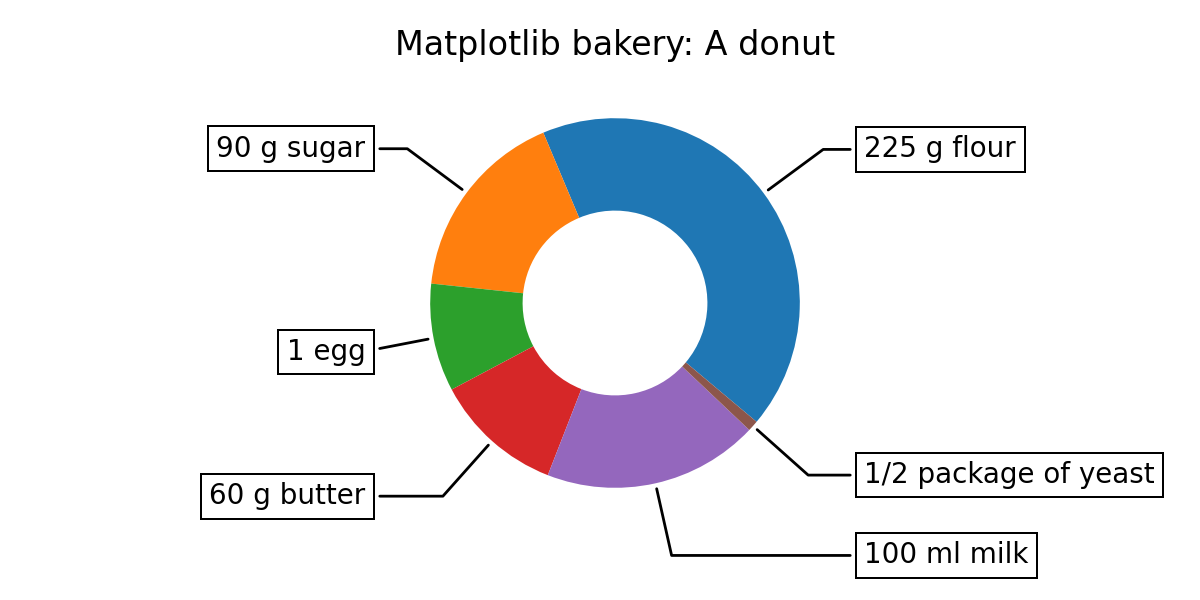 Matplotlib bakery: A donut
90 g sugar
225 g flour
1 egg
60 g butter
1/2 package of yeast
100 ml milk